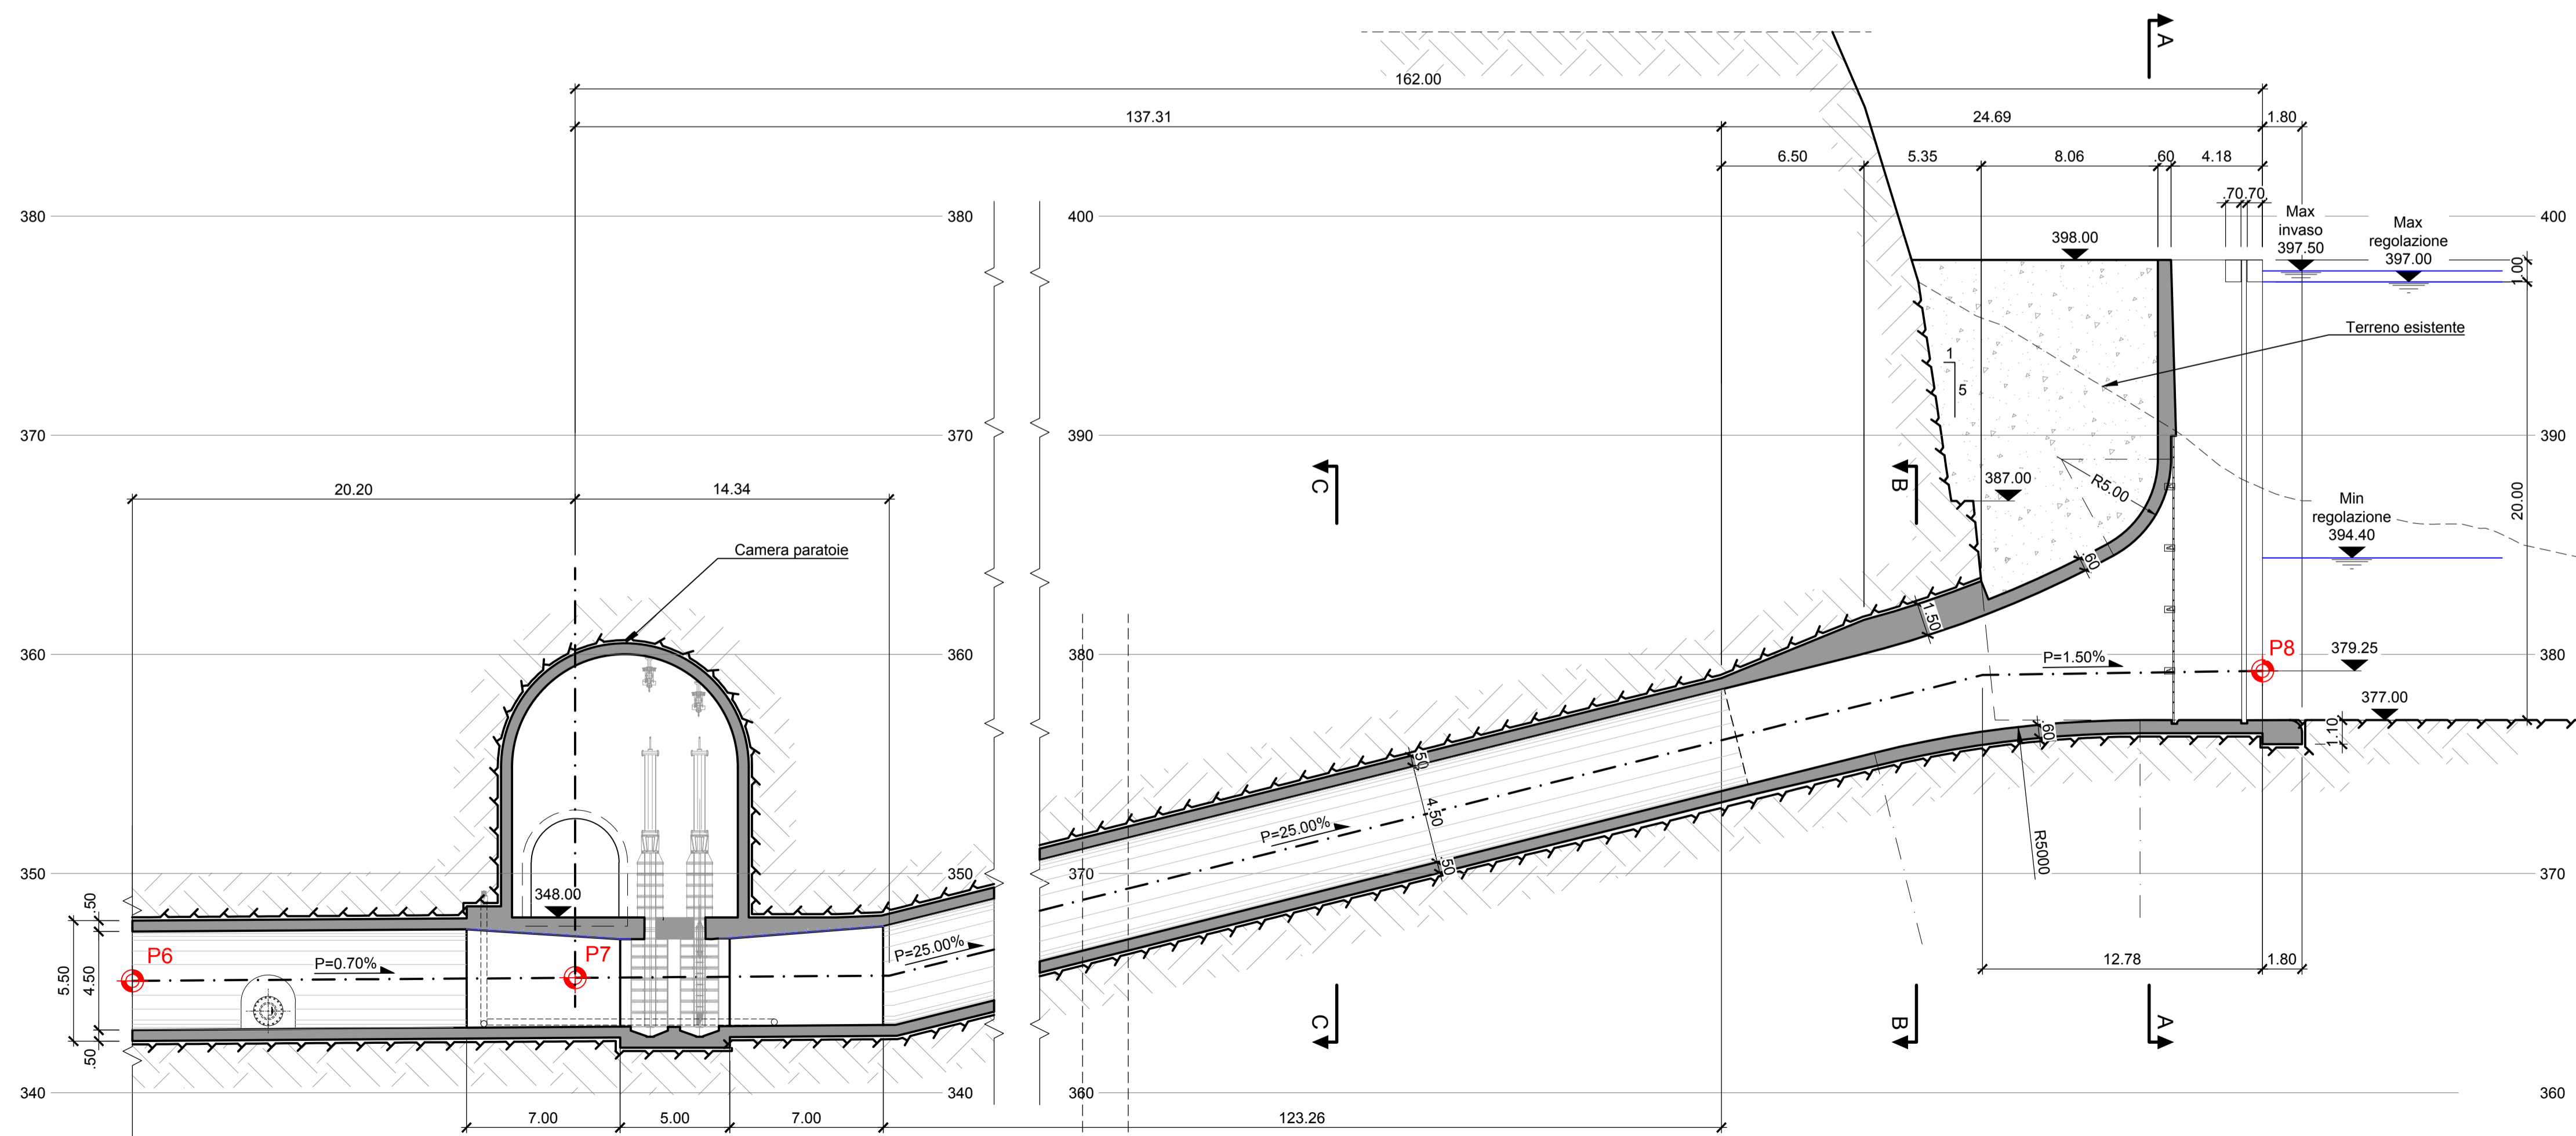 A
162.00
137.31
24.69
1.80
6.50
5.35
8.06
.60
4.18
.70
.70
380
380
400
400
Max
invaso
397.50
Max
regolazione
397.00
398.00
1.00
Terreno esistente
1
5
370
370
390
390
20.20
14.34
C
B
387.00
R5.00
20.00
Min
regolazione
394.40
Camera paratoie
.60
1.50
360
360
380
380
P=1.50%
P8
379.25
377.00
1.10
.60
.50
4.50
P=25.00%
.50
R5000
350
350
370
370
348.00
.50
P6
P7
P=0.70%
P=25.00%
5.50
4.50
.50
12.78
1.80
C
B
A
340
340
360
360
7.00
5.00
7.00
123.26